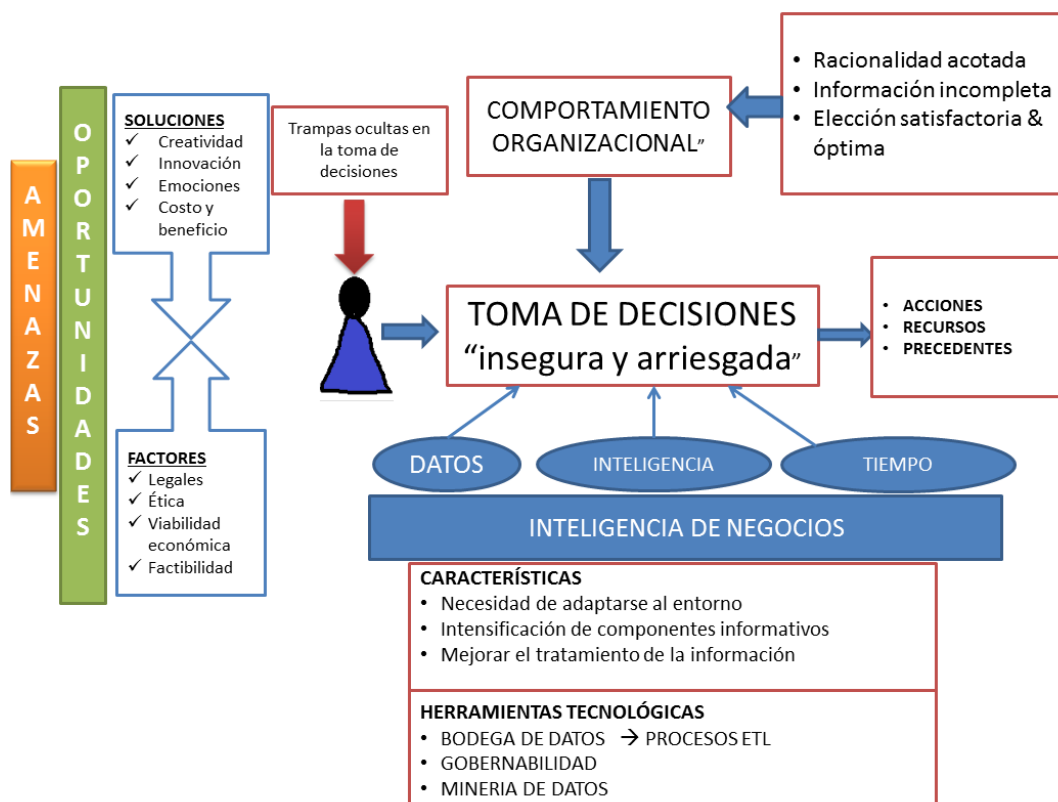 AMENAZAS
OPORTUNIDADES
SOLUCIONES
✓ Creatividad
✓ Innovación
✓ Emociones
✓ Costo y
beneficio
FACTORES
✓ Legales
✓ Ética
✓ Viabilidad
económica
✓ Factibilidad
Trampas ocultas en
la toma de
decisiones
COMPORTAMIENTO
ORGANIZACIONAL”
• Racionalidad acotada
• Información incompleta
• Elección satisfactoria &
óptima
TOMA DE DECISIONES
“insegura y arriesgada”
• ACCIONES
• RECURSOS
• PRECEDENTES
DATOS
INTELIGENCIA
TIEMPO
INTELIGENCIA DE NEGOCIOS
CARACTERÍSTICAS
• Necesidad de adaptarse al entorno
• Intensificación de componentes informativos
• Mejorar el tratamiento de la información
HERRAMIENTAS TECNOLÓGICAS
• BODEGA DE DATOS → PROCESOS ETL
• GOBERNABILIDAD
• MINERIA DE DATOS